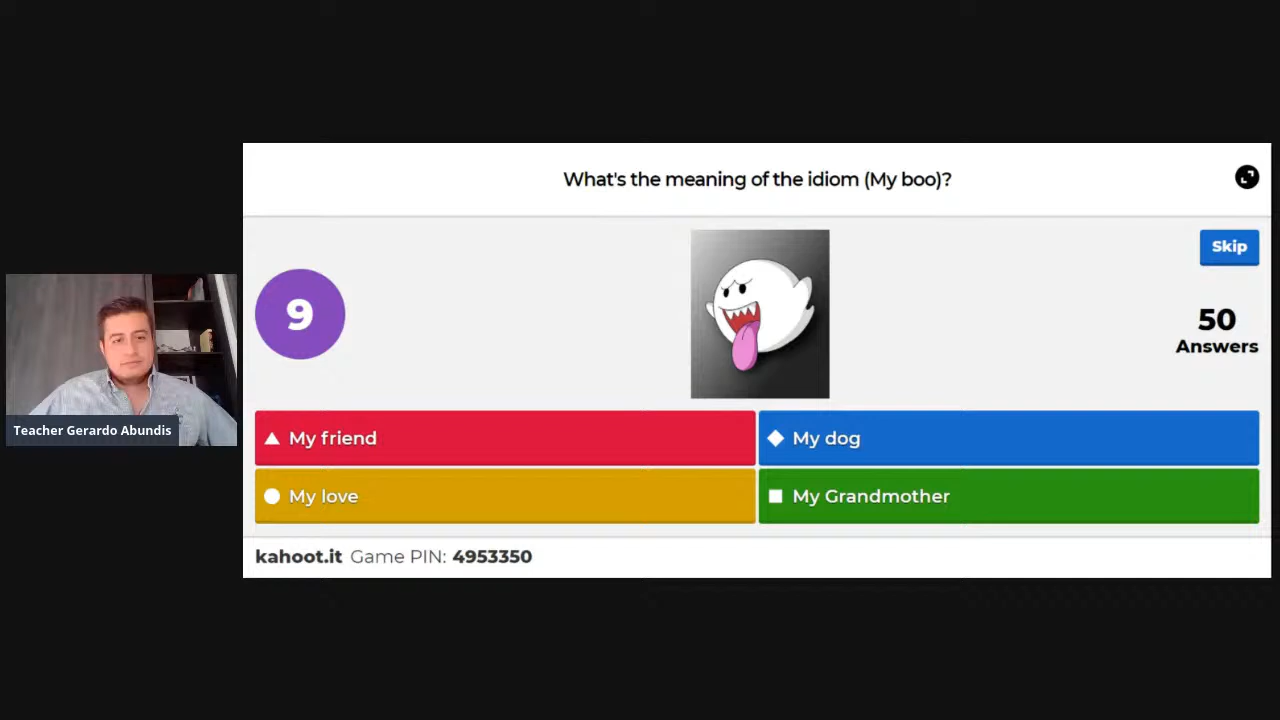 What's the meaning of the idiom (My boo)?
9
Skip
50
Answers
Teacher Gerardo Abundis
My friend
My dog
My love
My Grandmother
kahoot.it Game PIN: 4953350